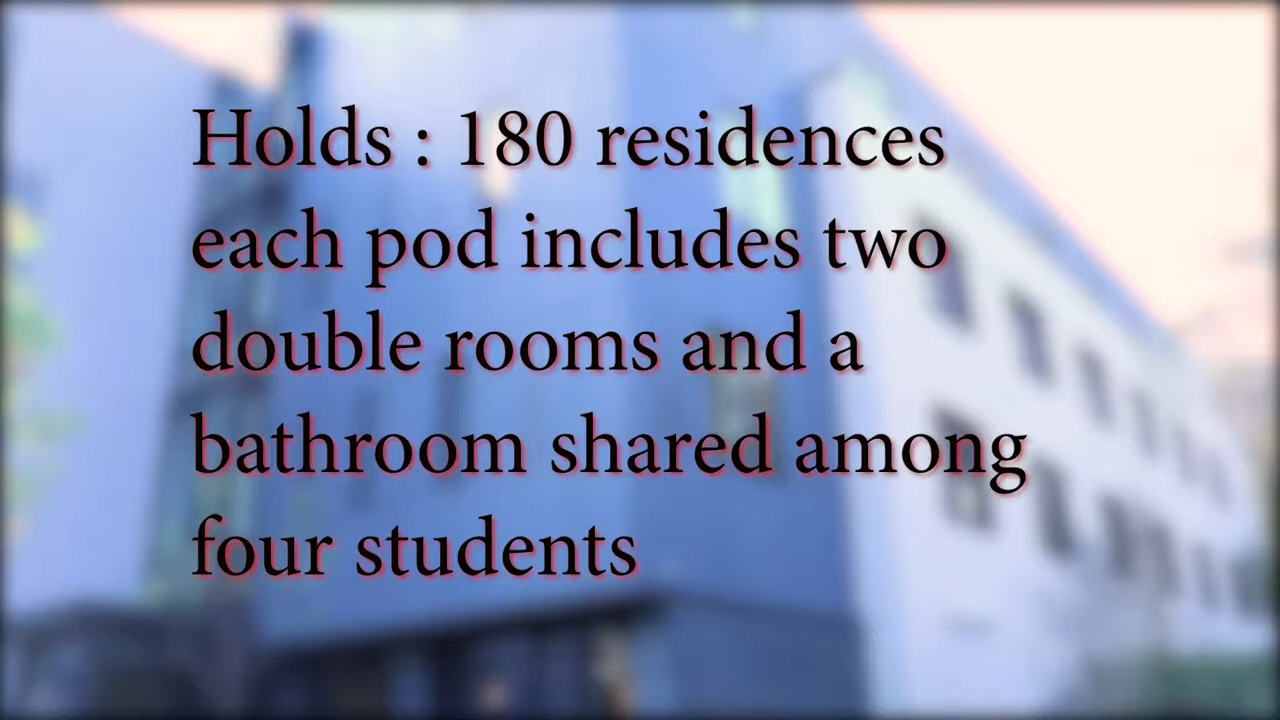 Holds : 180 residences
each pod includes two
double rooms and a
bathroom shared among
four students